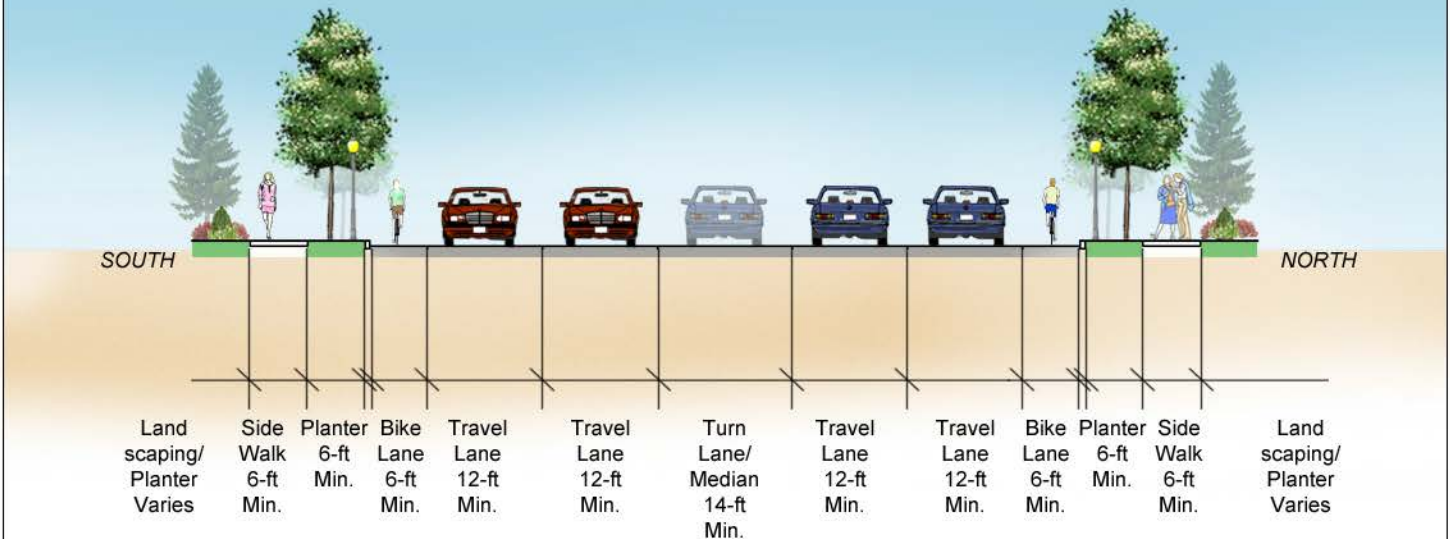 SOUTH
NORTH
Land
scaping/
Planter
Varies
Side
Walk
6-ft
Min.
Planter
6-ft
Min.
Bike
Lane
6-ft
Min.
Travel
Lane
12-ft
Min.
Travel
Lane
12-ft
Min.
Turn
Lane/
Median
14-ft
Min.
Travel
Lane
12-ft
Min.
Travel
Lane
12-ft
Min.
Bike
Lane
6-ft
Min.
Planter
6-ft
Min.
Side
Walk
6-ft
Min.
Land
scaping/
Planter
Varies